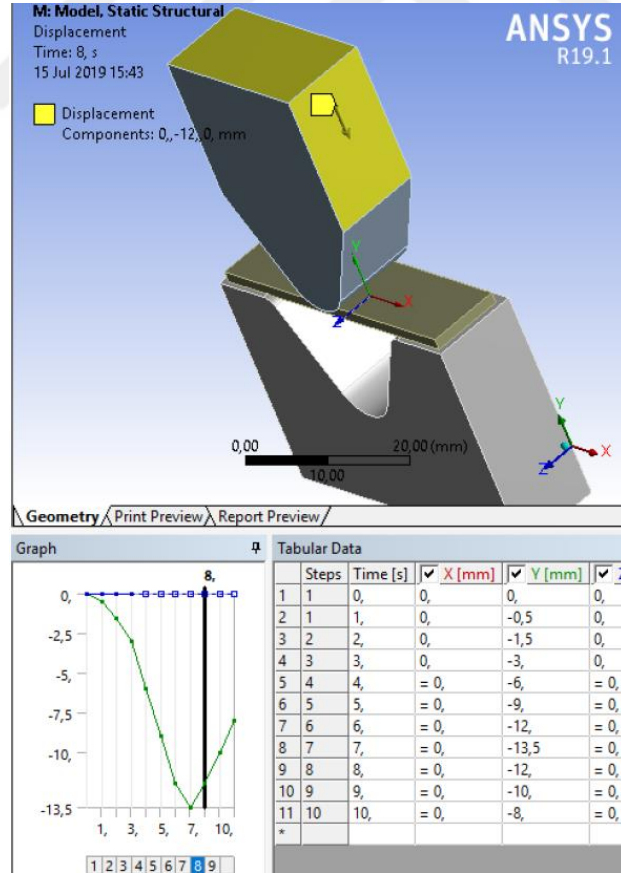 M: Model, Static Structural
Displacement
Time: 8, s
15 Jul 2019 15:43
Displacement
Components: 0,,-12,,0, mm
ANSYS
R19.1
Y
X
Z
Y
X
Z
0,00 20,00 (mm)
10,00
Geometry Print Preview Report Preview
Graph
8,
0,
-2,5
-5,
-7,5
-10,
-13,5
1, 3, 5, 7, 10,
1 2 3 4 5 6 7 8 9
Tabular Data
Steps Time [s] X [mm] Y [mm] Z
1 1 0, 0, 0, 0,
2 1 1, 0, -0,5 0,
3 2 2, 0, -1,5 0,
4 3 3, 0, -3, 0,
5 4 4, = 0, -6, = 0,
6 5 5, = 0, -9, = 0,
7 6 6, = 0, -12, = 0,
8 7 7, = 0, -13,5 = 0,
9 8 8, = 0, -12, = 0,
10 9 9, = 0, -10, = 0,
11 10 10, = 0, -8, = 0,
*